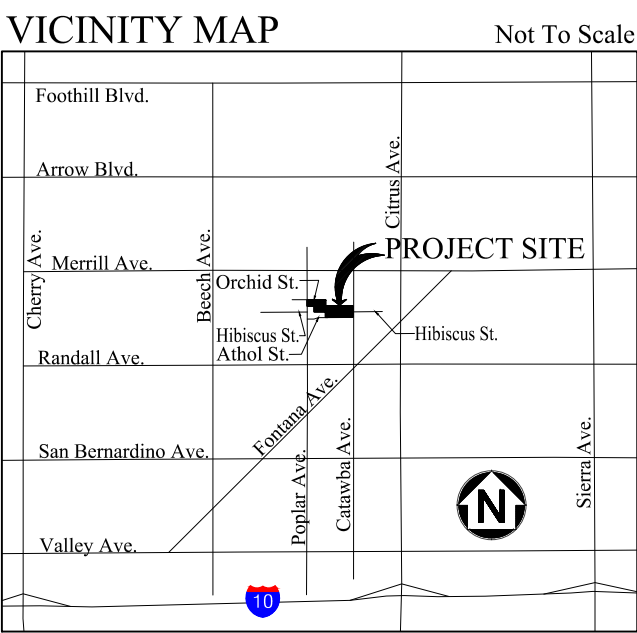 VICINITY MAP
Not To Scale
Foothill Blvd.
Arrow Blvd.
Citrus Ave.
Cherry Ave.
Merrill Ave.
Beech Ave.
PROJECT SITE
Orchid St.
Hibiscus St.
Hibiscus St.
Athol St.
Randall Ave.
Fontana Ave.
San Bernardino Ave.
Poplar Ave.
Catawba Ave.
Sierra Ave.
N
Valley Ave.
10